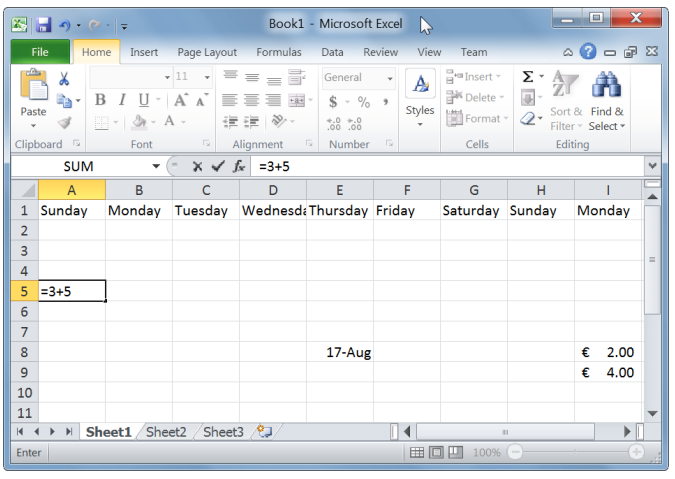 Book1 - Microsoft Excel
File Home Insert Page Layout Formulas Data Review View Team
Paste
Clipboard
11
B I U
A A
A
Font
Alignment
General
$ % ,
.0 .00
.00 .0
Number
A
Styles
Insert
Delete
Format
Cells
Σ
A
Z
Sort &
Filter
Find &
Select
Editing
SUM fx =3+5
A B C D E F G H I
1 Sunday Monday Tuesday Wednesda Thursday Friday Saturday Sunday Monday
2
3
4
5 =3+5
6
7
8 17-Aug € 2.00
9 € 4.00
10
11
Sheet1 Sheet2 Sheet3
Enter 100%